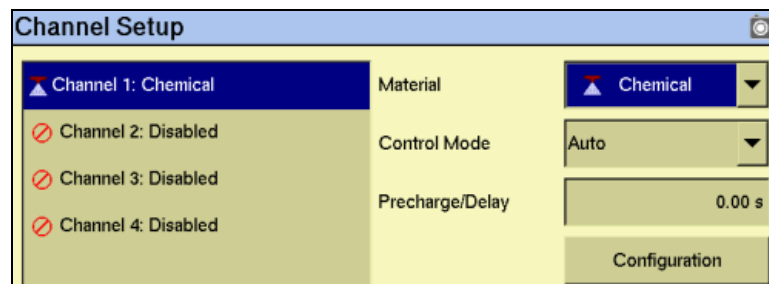 Channel Setup
Channel 1: Chemical
Channel 2: Disabled
Channel 3: Disabled
Channel 4: Disabled
Material
Chemical
Control Mode
Auto
Precharge/Delay
0.00 s
Configuration